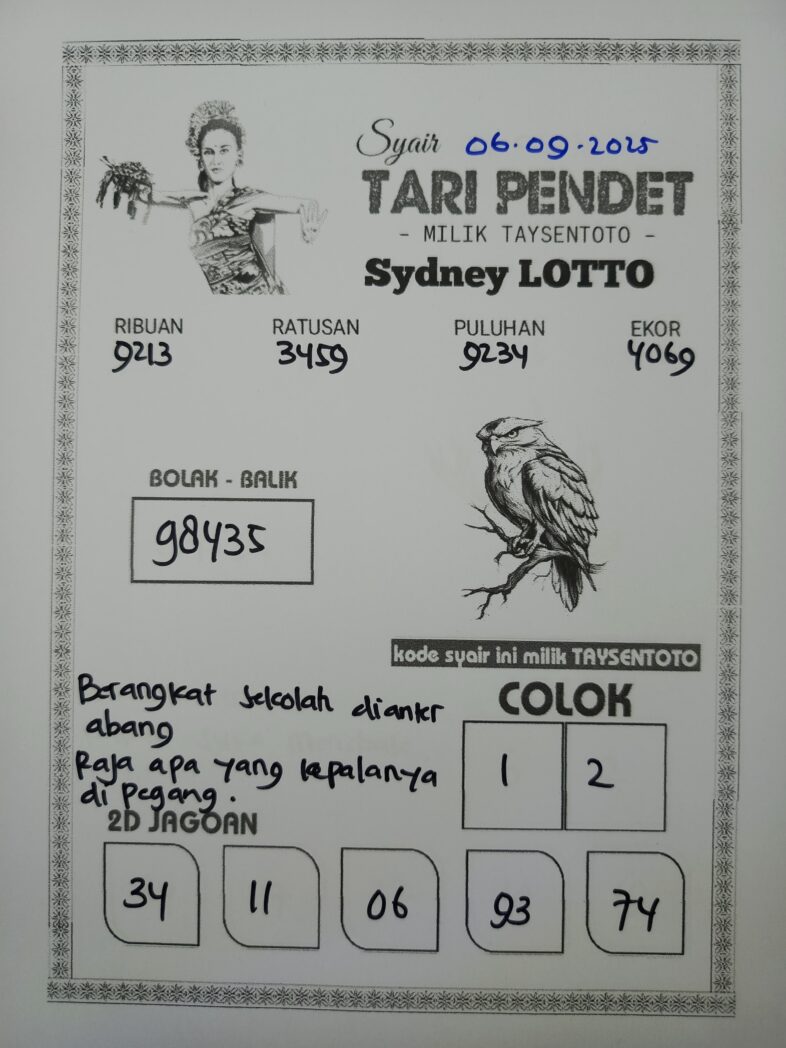 Syair 06.09.2025
TARI PENDET
- MILIK TAYSENTOTO -
Sydney LOTTO
RIBUAN RATUSAN PULUHAN EKOR
9213 3459 9234 4069
BOLAK - BALIK
98435
kode syair ini milik TAYSENTOTO
Berangkat sekolah dianter
abang
Raja apa yang kepalanya
di pegang.
COLOK
1 2
2D JAGOAN
34 11 06 93 74